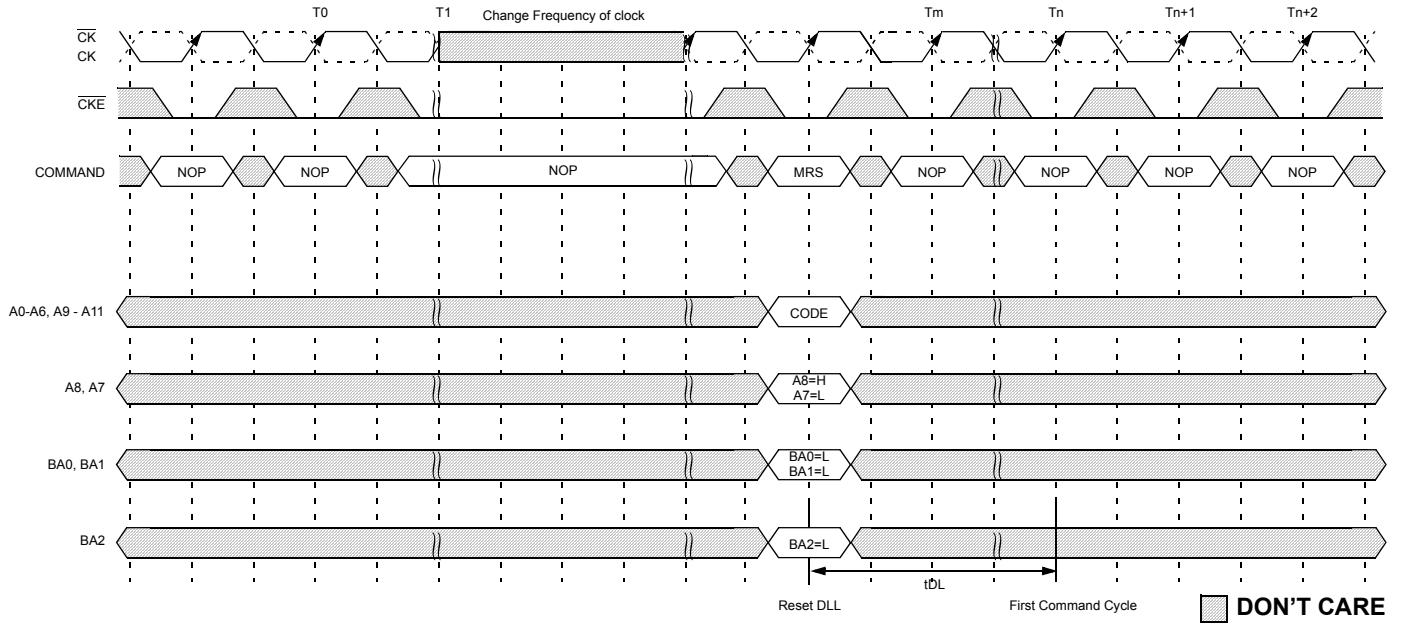 T0 T1 Change Frequency of clock Tm Tn Tn+1 Tn+2
CK
CK
CKE
COMMAND NOP NOP NOP MRS NOP NOP NOP NOP
A0-A6, A9 - A11 CODE
A8, A7 A8=H
A7=L
BA0, BA1 BA0=L
BA1=L
BA2 BA2=L
tDL
Reset DLL First Command Cycle
DON'T CARE